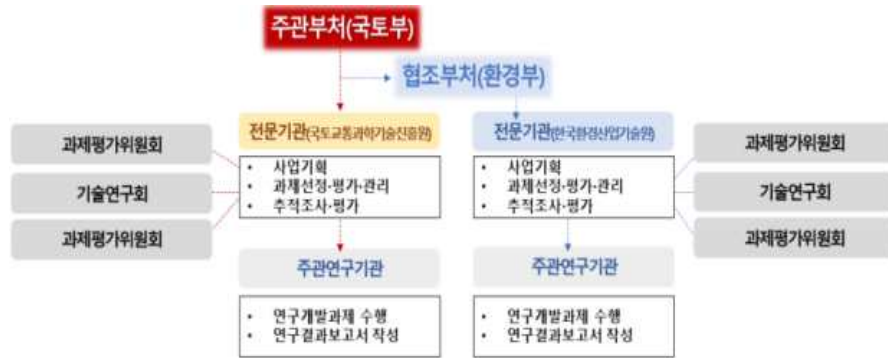 주관부처(국토부)
협조부처(환경부)
전문기관(국토교통과학기술진흥원)
전문기관(한국환경산업기술원)
과제평가위원회
기술연구회
과제평가위원회
• 사업기획
• 과제선정·평가·관리
• 추적조사·평가
• 사업기획
• 과제선정·평가·관리
• 추적조사·평가
과제평가위원회
기술연구회
과제평가위원회
주관연구기관
주관연구기관
• 연구개발과제 수행
• 연구결과보고서 작성
• 연구개발과제 수행
• 연구결과보고서 작성